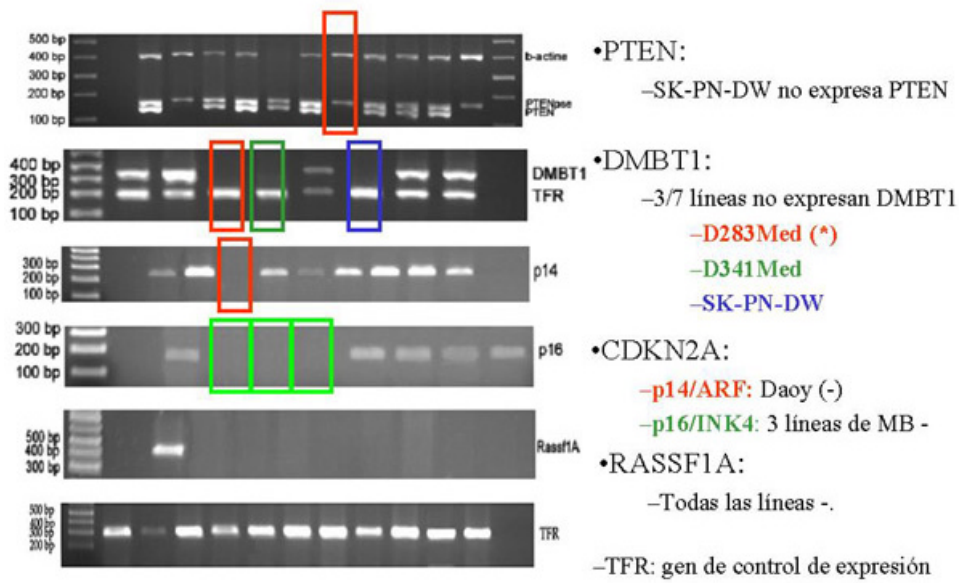 500 bp
400 bp
300 bp
200 bp
100 bp
b-actine
PTENpse
PTEN
400 bp
300 bp
200 bp
100 bp
DMBT1
TFR
300 bp
200 bp
100 bp
p14
300 bp
200 bp
100 bp
p16
500 bp
400 bp
300 bp
Rassf1A
500 bp
400 bp
300 bp
200 bp
TFR
•PTEN:
–SK-PN-DW no expresa PTEN
•DMBT1:
–3/7 líneas no expresan DMBT1
–D283Med (*)
–D341Med
–SK-PN-DW
•CDKN2A:
–p14/ARF: Daoy (-)
–p16/INK4: 3 líneas de MB -
•RASSF1A:
–Todas las líneas -.
–TFR: gen de control de expresión